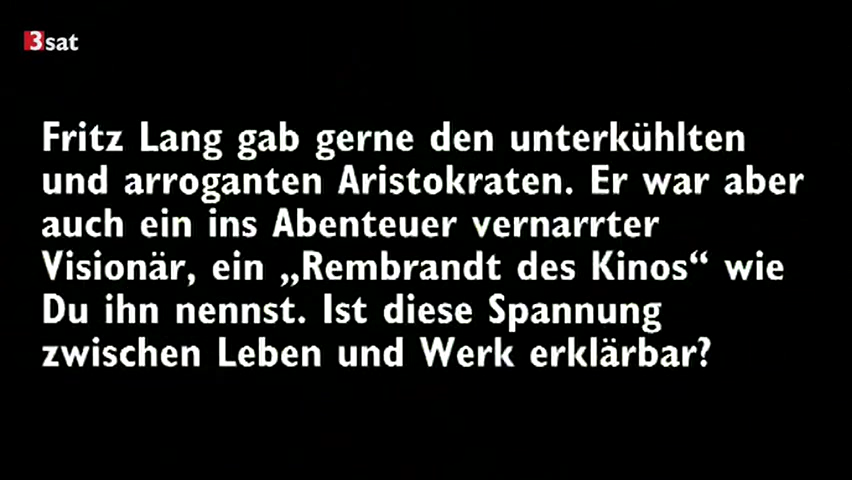 3sat
Fritz Lang gab gerne den unterkühlten
und arroganten Aristokraten. Er war aber
auch ein ins Abenteuer vernarrter
Visionär, ein „Rembrandt des Kinos“ wie
Du ihn nennst. Ist diese Spannung
zwischen Leben und Werk erklärbar?